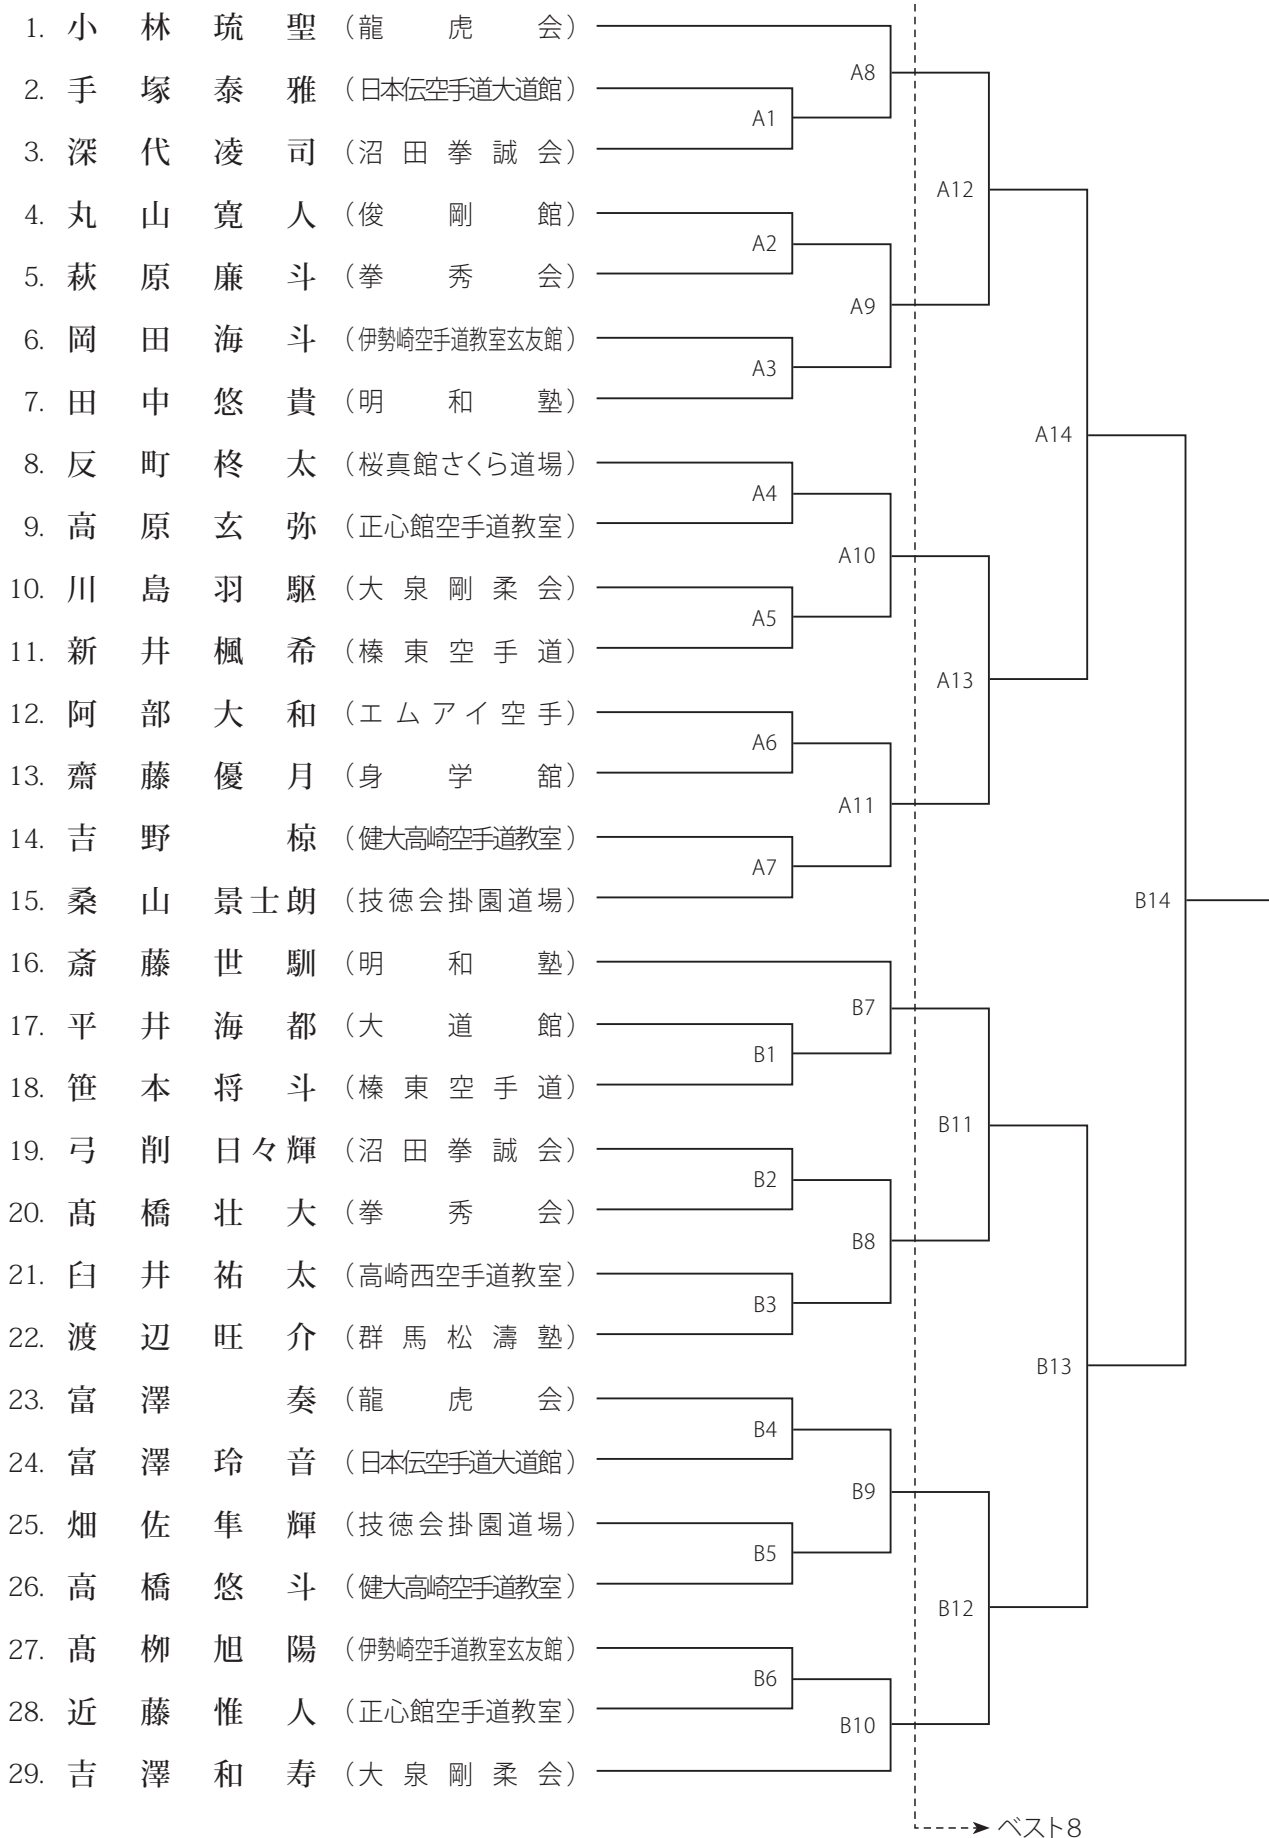 1. 小林琉聖（龍虎会）
2. 手塚泰雅（日本伝空手道大道館）
3. 深代凌司（沼田拳誠会）
4. 丸山寛人（俊剛館）
5. 萩原廉斗（拳秀会）
6. 岡田海斗（伊勢崎空手道教室玄友館）
7. 田中悠貴（明和塾）
8. 反町柊太（桜真館さくら道場）
9. 高原玄弥（正心館空手道教室）
10. 川島羽駆（大泉剛柔会）
11. 新井楓希（榛東空手道）
12. 阿部大和（エムアイ空手）
13. 齋藤優月（身学舘）
14. 吉野椋（健大高崎空手道教室）
15. 桑山景士朗（技徳会掛園道場）
16. 斎藤世馴（明和塾）
17. 平井海都（大道館）
18. 笹本将斗（榛東空手道）
19. 弓削日々輝（沼田拳誠会）
20. 髙橋壮大（拳秀会）
21. 臼井祐太（高崎西空手道教室）
22. 渡辺旺介（群馬松濤塾）
23. 富澤奏（龍虎会）
24. 富澤玲音（日本伝空手道大道館）
25. 畑佐隼輝（技徳会掛園道場）
26. 高橋悠斗（健大高崎空手道教室）
27. 髙栁旭陽（伊勢崎空手道教室玄友館）
28. 近藤惟人（正心館空手道教室）
29. 吉澤和寿（大泉剛柔会）
A1
A2
A3
A4
A5
A6
A7
B1
B2
B3
B4
B5
B6
A8
A9
A10
A11
B7
B8
B9
B10
A12
A13
B11
B12
A14
B13
B14
ベスト8